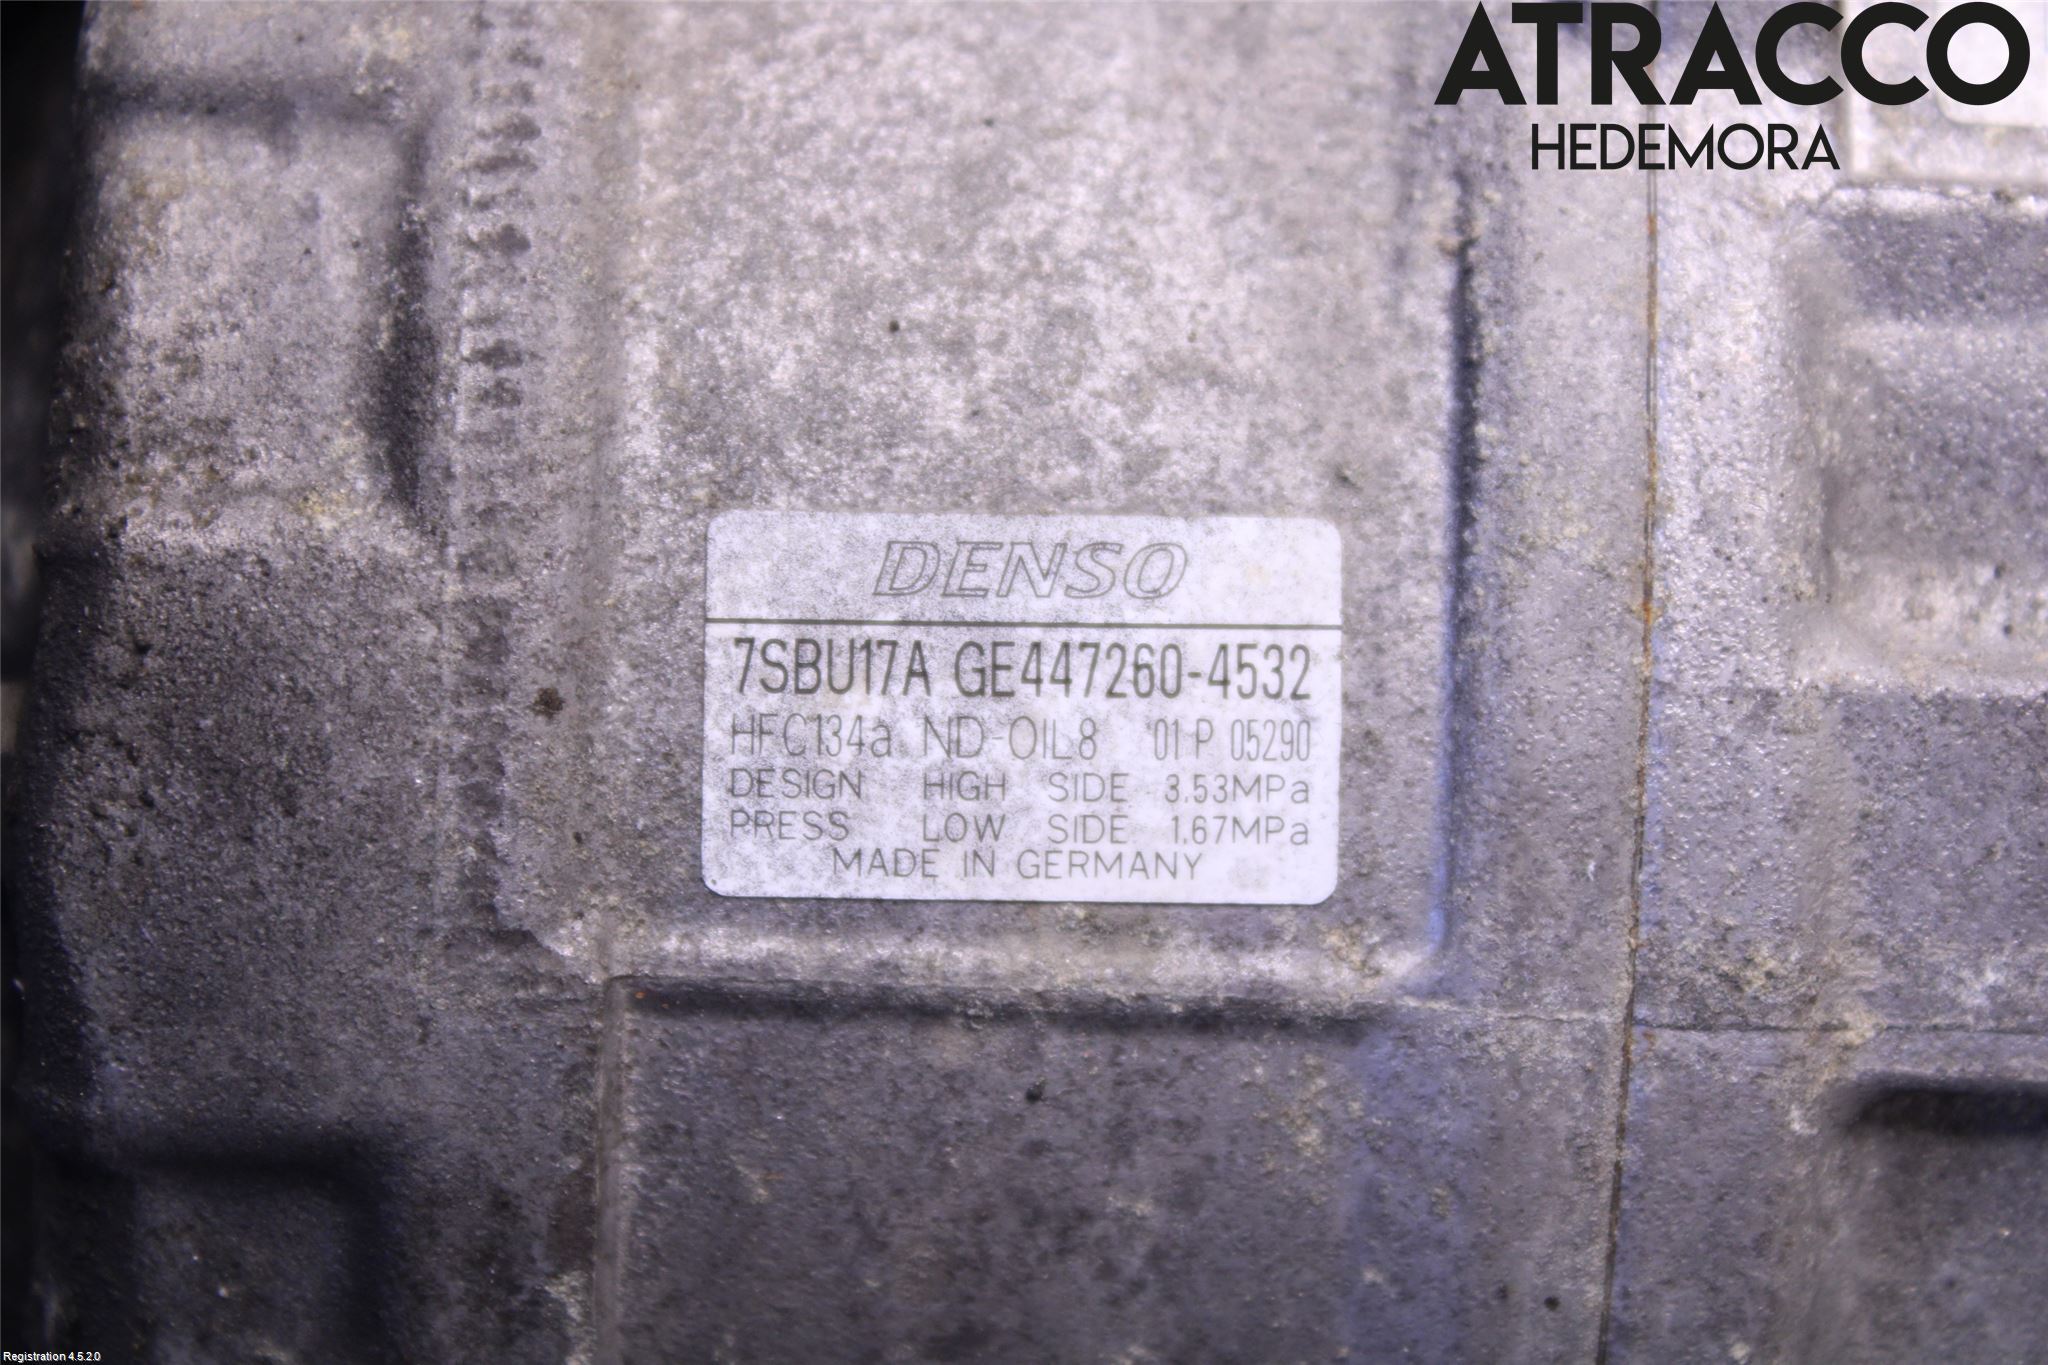 ATRACCO
HEDEMORA
DENSO
7SBU17A GE447260-4532
HFC134a ND-OIL8 01 P 05290
DESIGN HIGH SIDE 3.53MPa
PRESS LOW SIDE 1.67MPa
MADE IN GERMANY
Registration 4.5.2.0